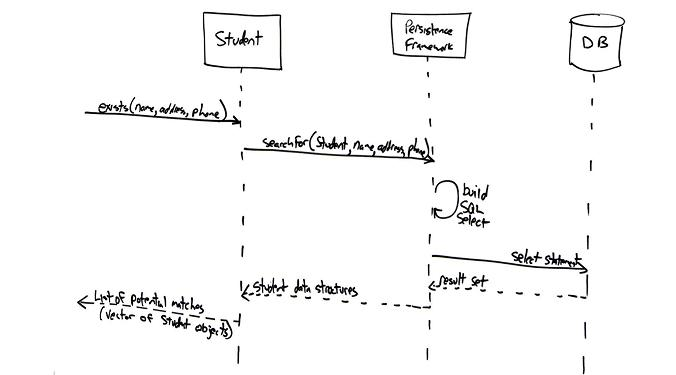 Student
Persistence
Framework
DB
exists(name,address,phone)
searchfor(Student,name,address,phone)
build
SQL
Select
select statement
result set
student data structures
List of potential matches
(vector of Student objects)